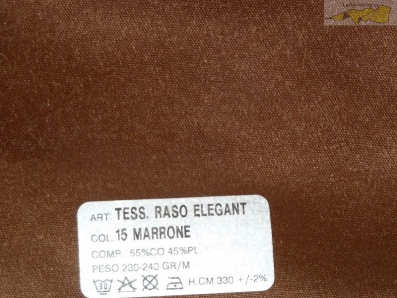 ART. TESS. RASO ELEGANT
COL. 15 MARRONE
COMP. 55%CO 45%PL
PESO 230-240 GR/M
H.CM 330 +/-2%